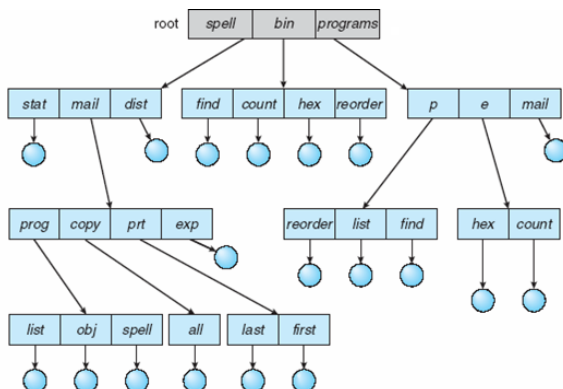 root spell bin programs
stat mail dist find count hex reorder p e mail
prog copy prt exp reorder list find hex count
list obj spell all last first